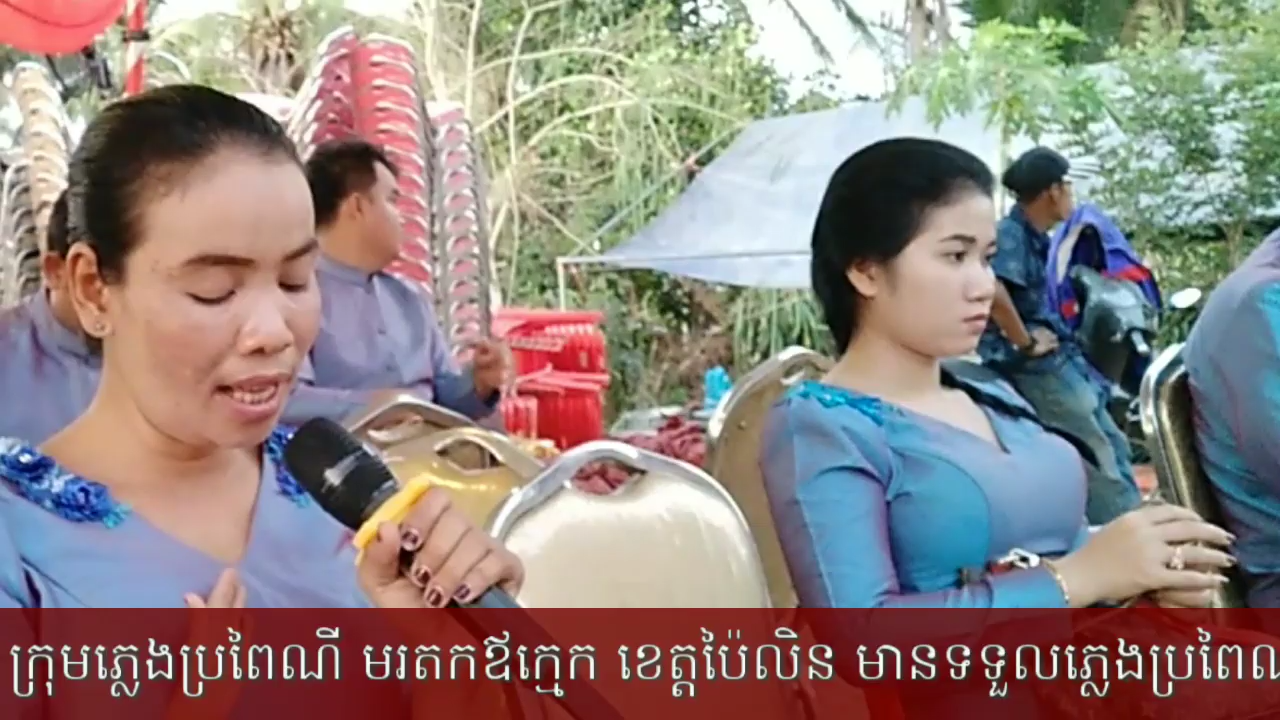 ក្រុមភ្លេងប្រពៃណី មរតកឪក្មេក ខេត្តប៉ៃលិន មានទទួលភ្លេងប្រពៃណ